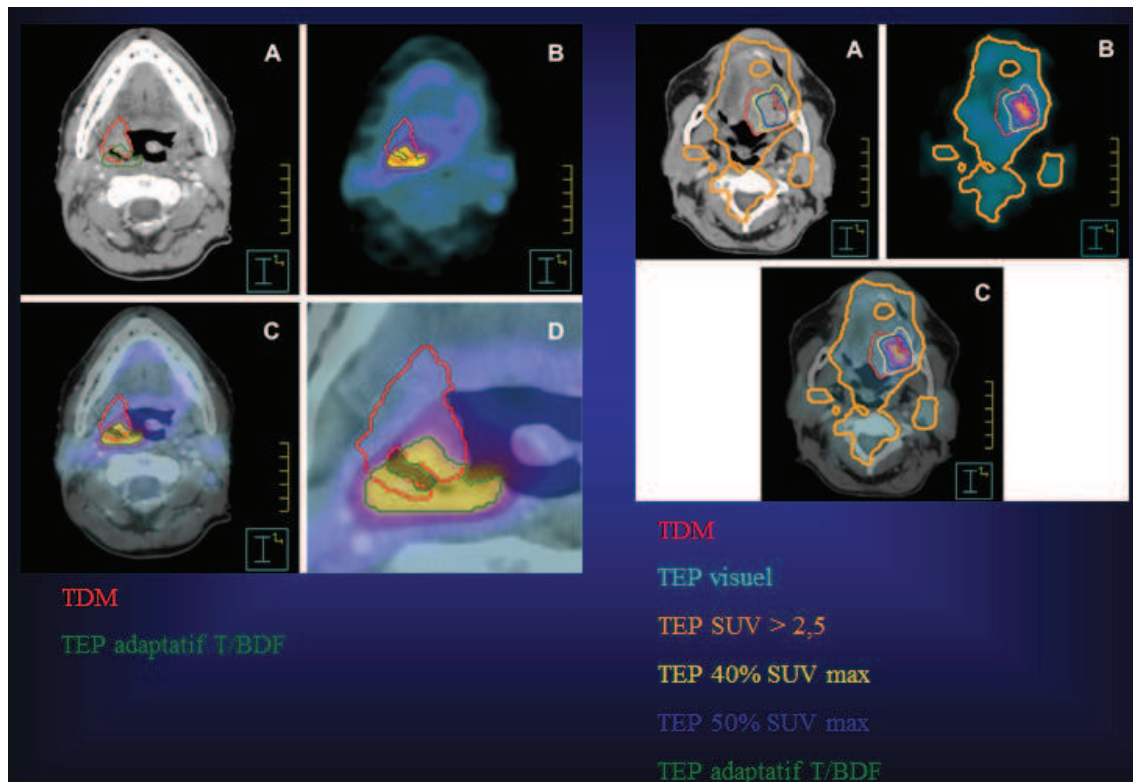 A
B
C
D
TDM
TEP adaptatif T/BDF
A
B
C
TDM
TEP visuel
TEP SUV > 2,5
TEP 40% SUV max
TEP 50% SUV max
TEP adaptatif T/BDF